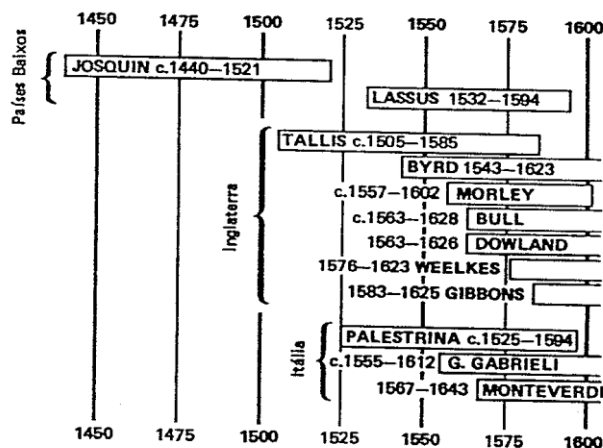 1450 1475 1500 1525 1550 1575 1600
Países Baixos
JOSQUIN c.1440–1521
LASSUS 1532–1594
Inglaterra
TALLIS c.1505–1585
BYRD 1543–1623
c.1557–1602 MORLEY
c.1563–1628 BULL
1563–1626 DOWLAND
1576–1623 WEELKES
1583–1625 GIBBONS
Itália
PALESTRINA c.1525–1594
c.1555–1612 G. GABRIELI
1567–1643 MONTEVERDI
1450 1475 1500 1525 1550 1575 1600